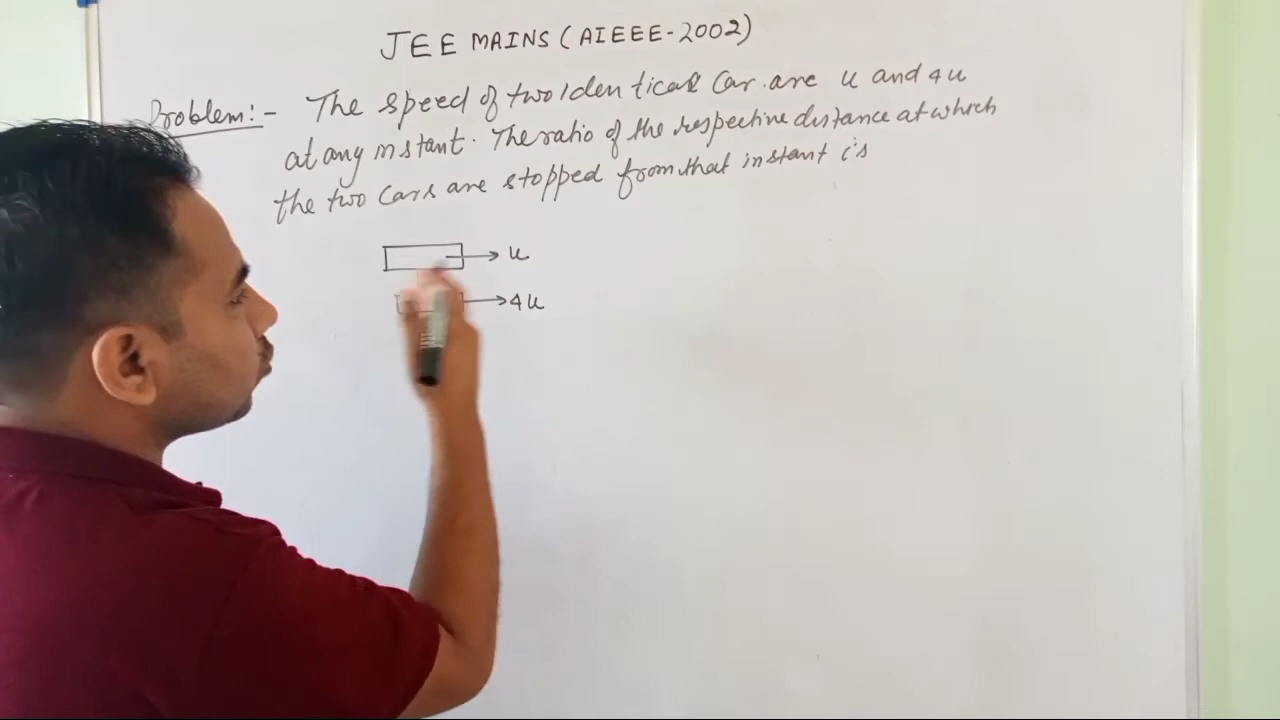 JEE MAINS (AIEEE-2002)
Problem:- The speed of two identical Car.are u and 4u
at any instant. The ratio of the respective distance at which
the two cars are stopped from that instant is
u
4u